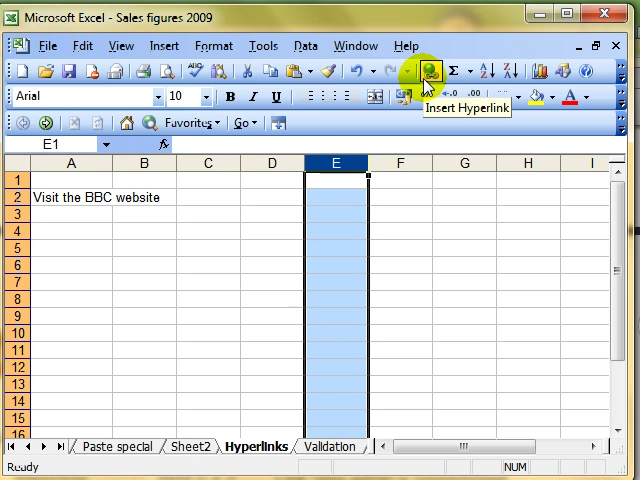 Microsoft Excel - Sales figures 2009
File Edit View Insert Format Tools Data Window Help
Σ A Z Z A
Arial 10 B I U .00
Insert Hyperlink
Favorites Go
E1 fx
A B C D E F G H I
1
2 Visit the BBC website
3
4
5
6
7
8
9
10
11
12
13
14
15
16
Paste special Sheet2 Hyperlinks Validation
Ready NUM